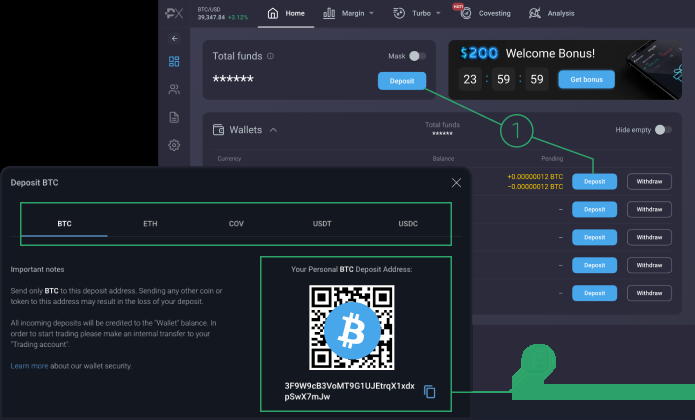 PX
BTC/USD
39,347.84 +3.12%
Home
Margin
Turbo
HOT
Covesting
Analysis
Total funds
Mask
******
Deposit
$200 Welcome Bonus!
23 : 59 : 59
Get bonus
1
Wallets
Total funds
******
Hide empty
Currency
Balance
Pending
+0.00000012 BTC
−0.00000012 BTC
Deposit
Withdraw
–
Deposit
Withdraw
–
Deposit
Withdraw
–
Deposit
Withdraw
–
Deposit
Withdraw
Deposit BTC
BTC
ETH
COV
USDT
USDC
Important notes
Send only BTC to this deposit address. Sending any other coin or
token to this address may result in the loss of your deposit.
All incoming deposits will be credited to the "Wallet" balance. In
order to start trading please make an internal transfer to your
"Trading account".
Learn more about our wallet security.
Your Personal BTC Deposit Address:
3F9W9cB3VoMT9G1UJEtrqX1xdx
pSwX7mJw